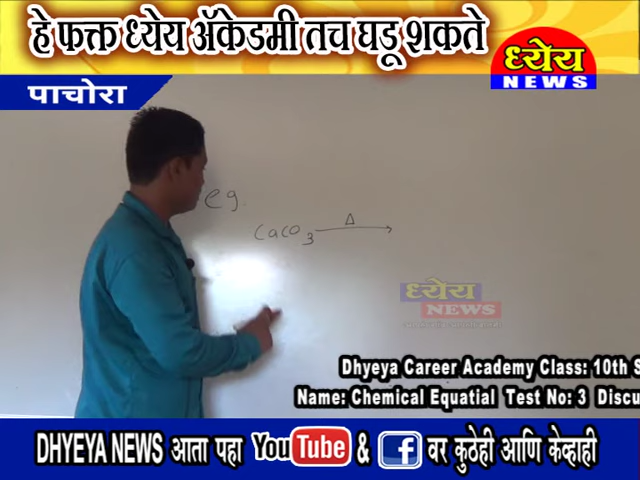 हे फक्त ध्येय ॲकेडमी तच घडू शकते
ध्येय
NEWS
पाचोरा
eg.
CaCO3 Δ
ध्येय
NEWS
Dhyeya Career Academy Class: 10th S
Name: Chemical Equatial Test No: 3 Discu
DHYEYA NEWS आता पहा YouTube & f वर कुठेही आणि केव्हाही